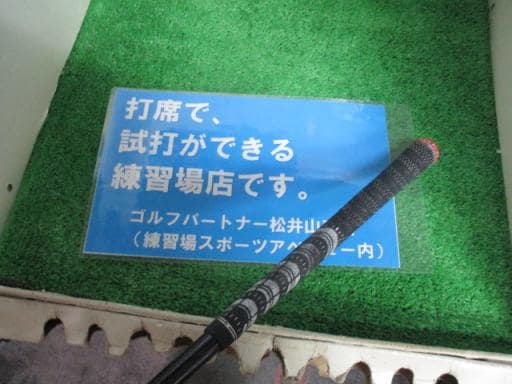 打席で、
試打ができる
練習場店です。
ゴルフパートナー松井山
（練習場スポーツアベ ー内）